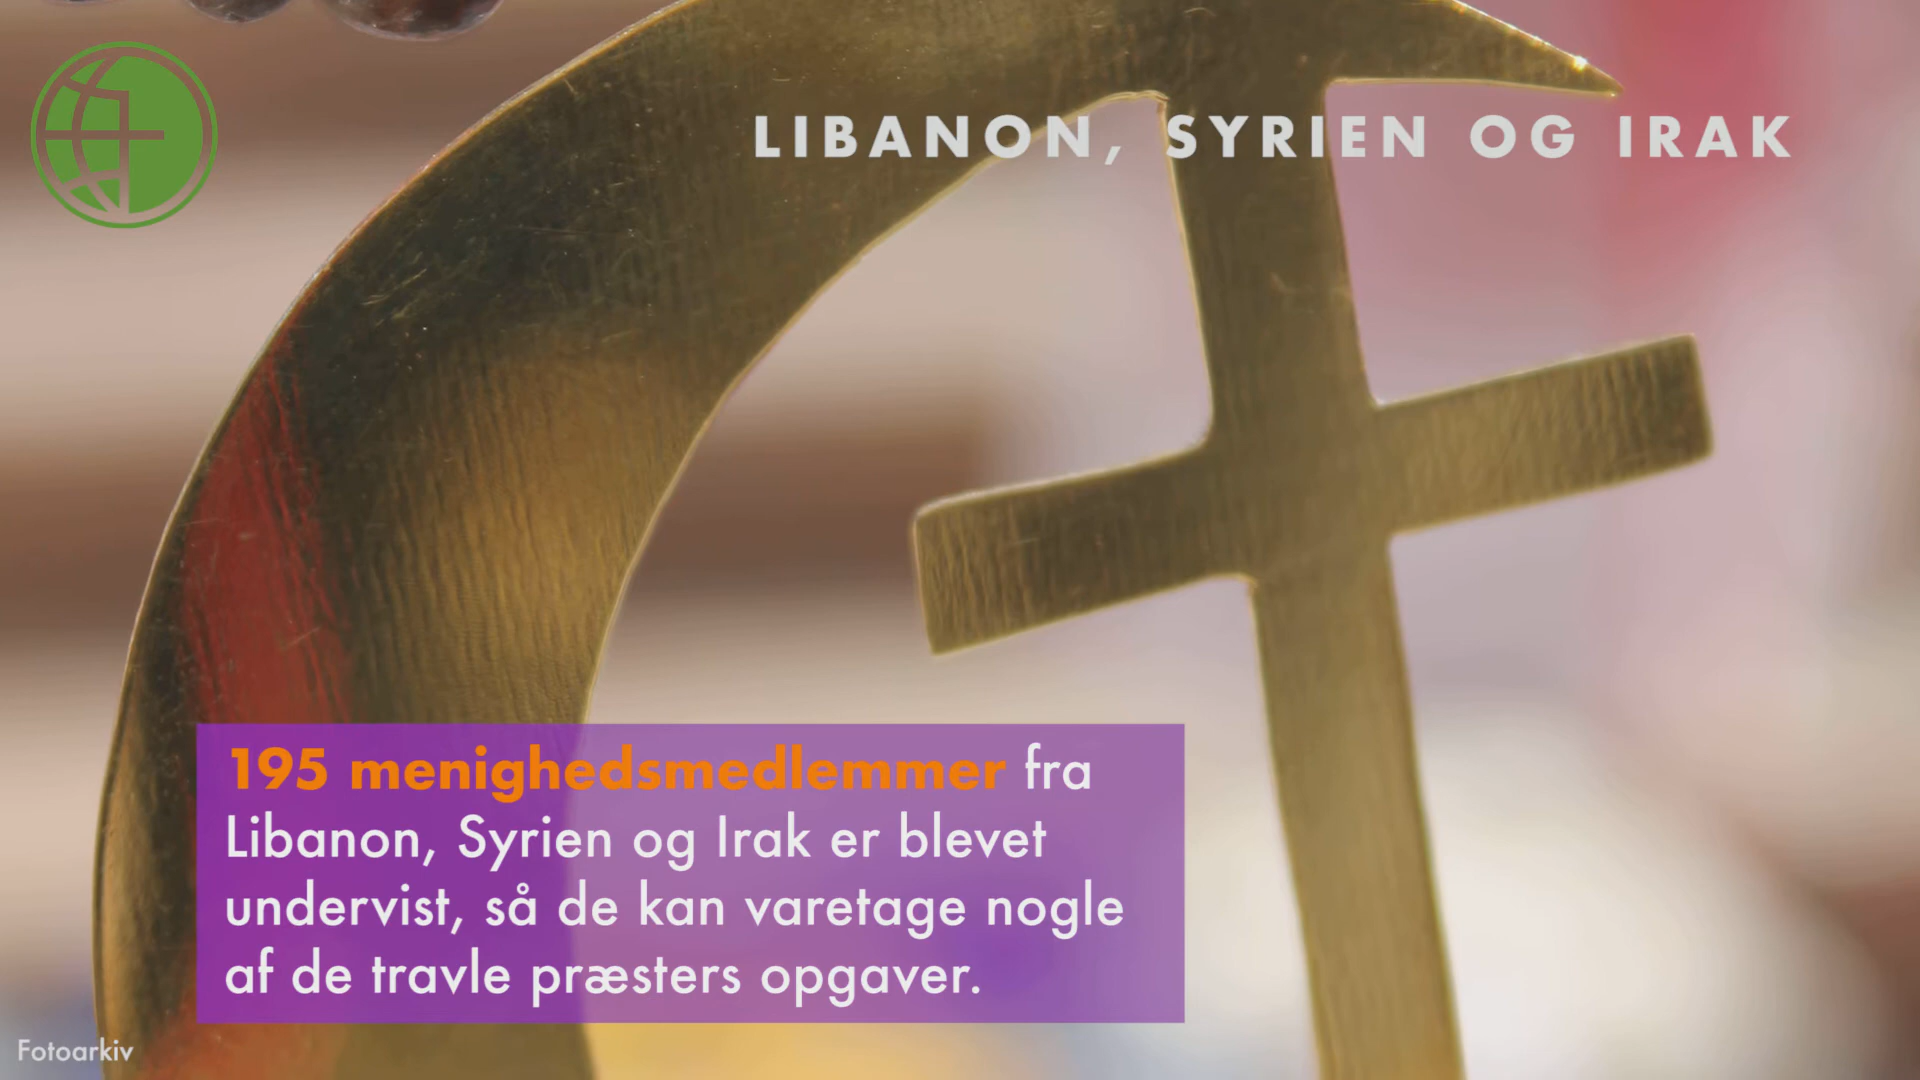 LIBANON, SYRIEN OG IRAK
195 menighedsmedlemmer fra
Libanon, Syrien og Irak er blevet
undervist, så de kan varetage nogle
af de travle præsters opgaver.
Fotoarkiv